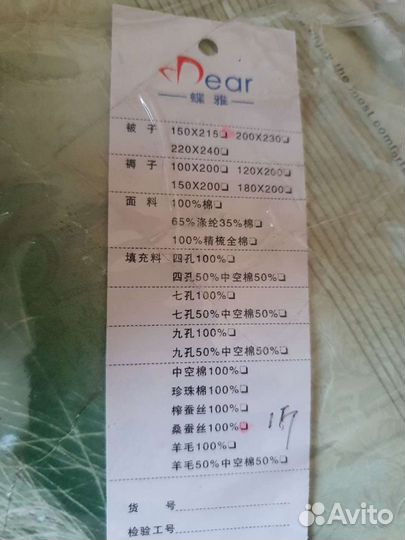 Dear
蝶雅
被子 150X215□ 200X230□
220X240□
褥子 100X200□ 120X200□
150X200□ 180X200□
面料 100%棉□
65%涤纶35%棉□
100%精梳全棉□
填充料 四孔100%□
四孔50%中空棉50%□
七孔100%□
七孔50%中空棉50%□
九孔100%□
九孔50%中空棉50%□
中空棉100%□
珍珠棉100%□
榨蚕丝100%□
桑蚕丝100%□
羊毛100%□
羊毛50%中空棉50%□
货号
检验工号
enjoy the most comfort
Avito